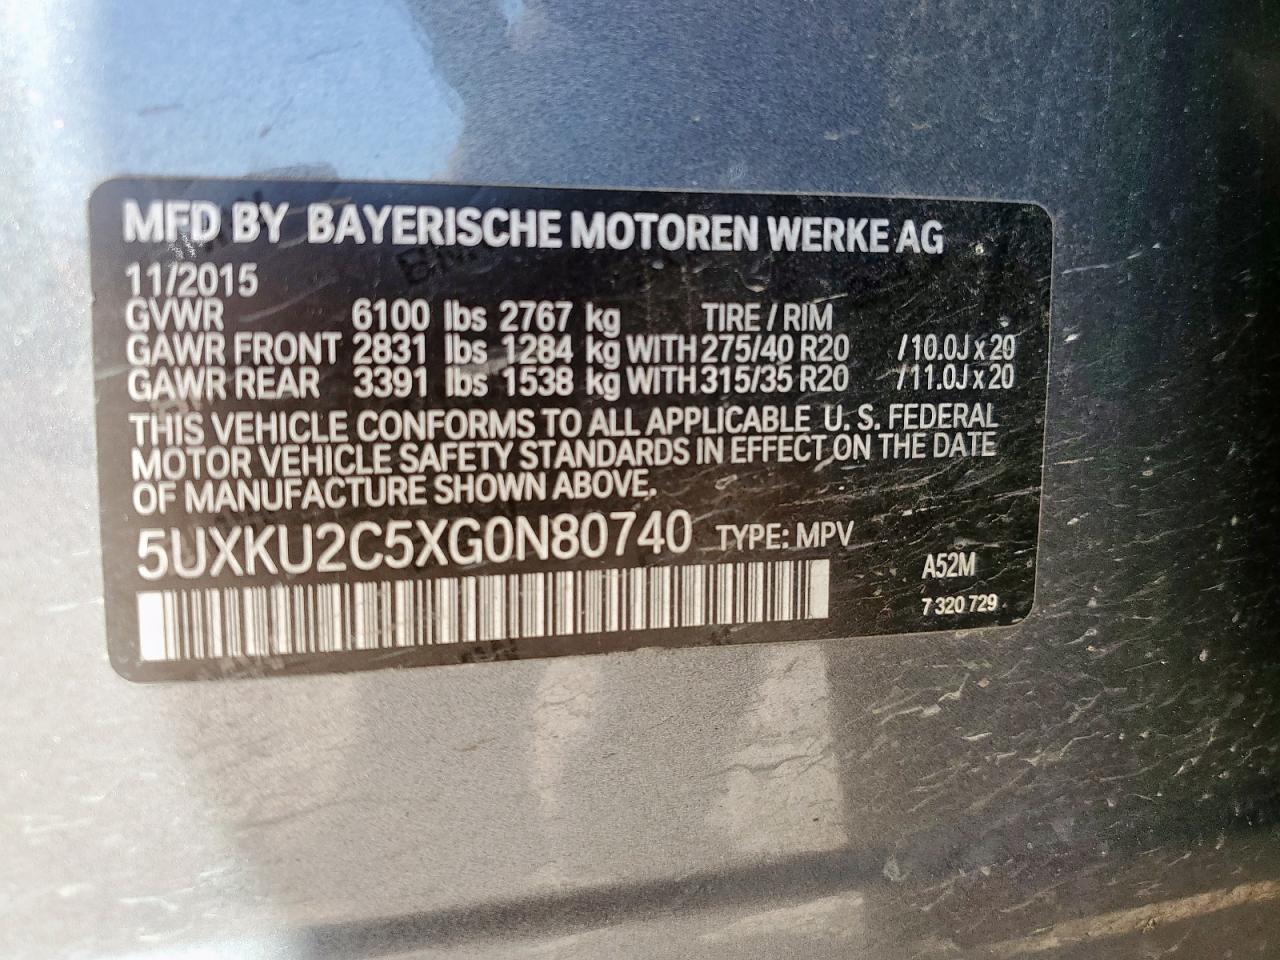 MFD BY BAYERISCHE MOTOREN WERKE AG
11/2015
GVWR 6100 lbs 2767 kg TIRE / RIM
GAWR FRONT 2831 lbs 1284 kg WITH 275/40 R20 /10.0J x 20
GAWR REAR 3391 lbs 1538 kg WITH 315/35 R20 /11.0J x 20
THIS VEHICLE CONFORMS TO ALL APPLICABLE U. S. FEDERAL
MOTOR VEHICLE SAFETY STANDARDS IN EFFECT ON THE DATE
OF MANUFACTURE SHOWN ABOVE.
5UXKU2C5XG0N80740 TYPE: MPV
A52M
7 320 729